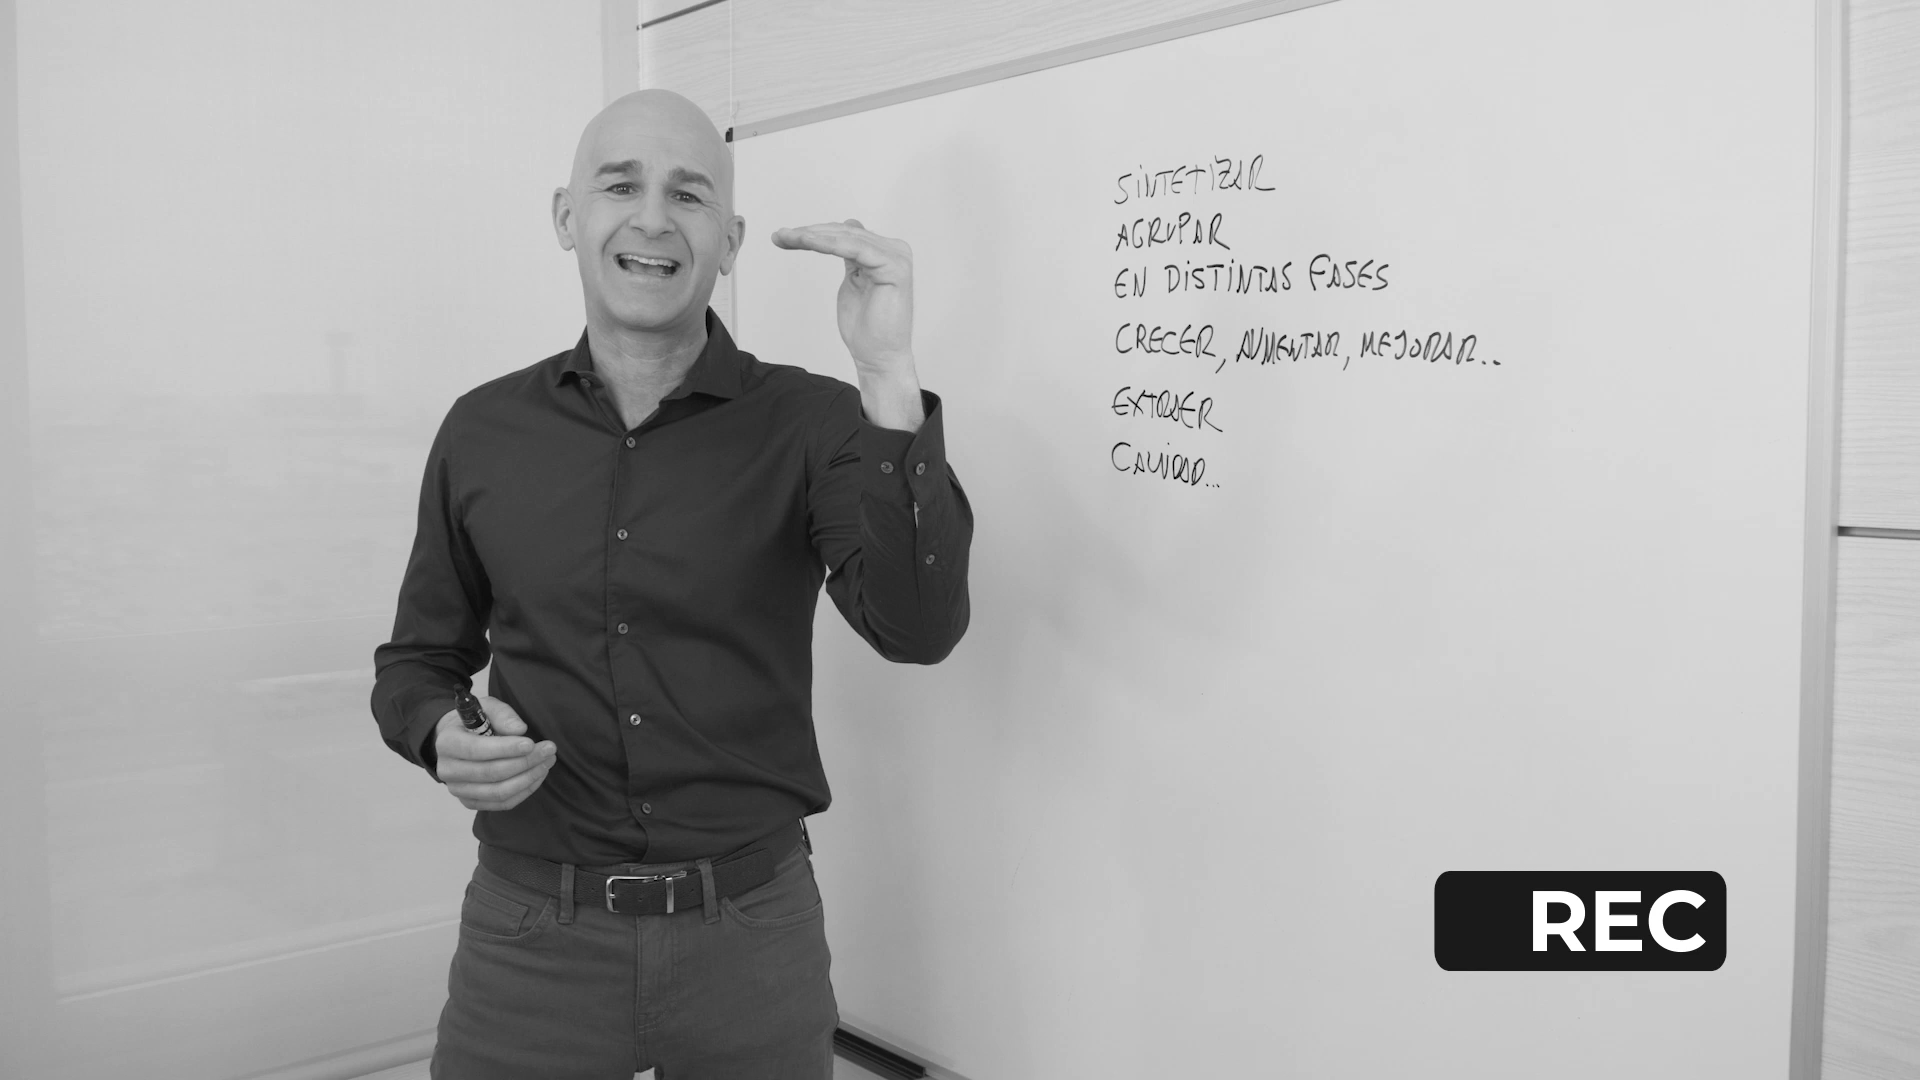 SINTETIZAR
AGRUPAR
EN DISTINTAS FASES
CRECER, AUMENTAR, MEJORAR..
EXTRAER
CALIDAD...
REC